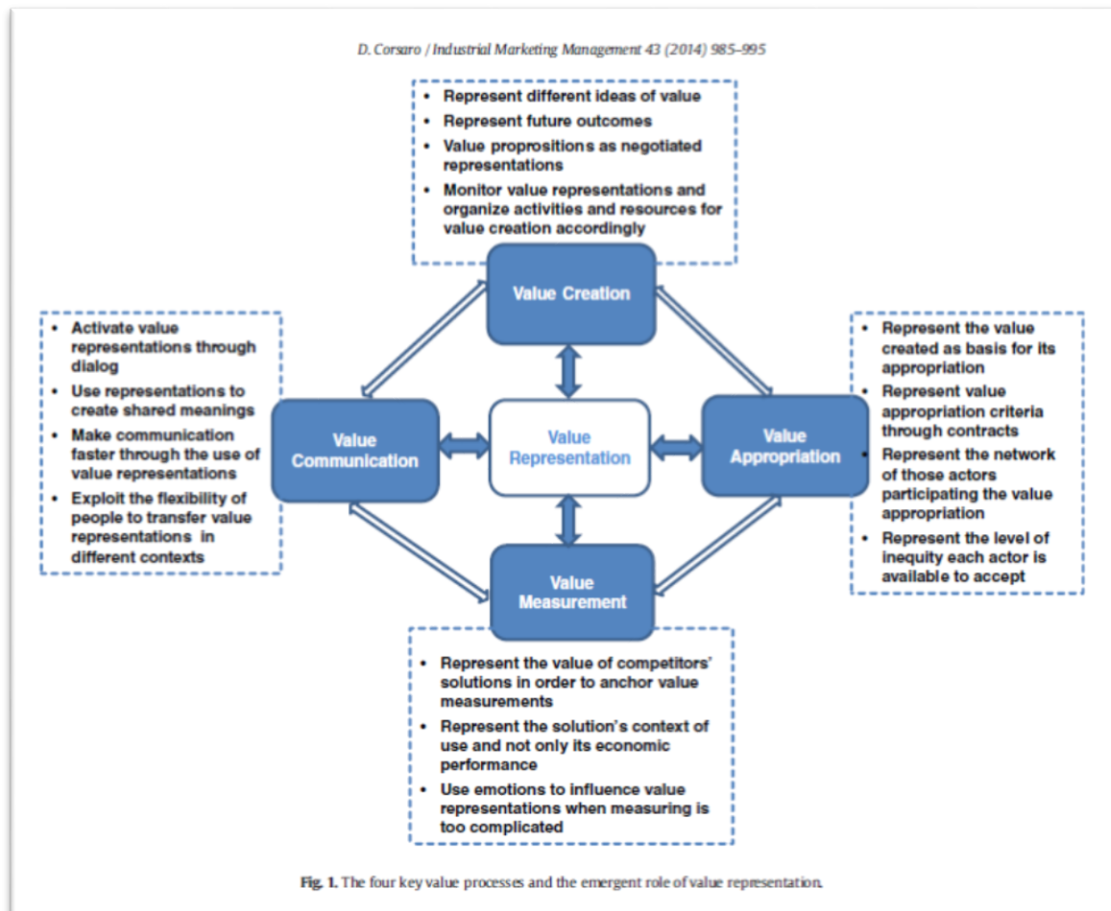 D. Corsaro / Industrial Marketing Management 43 (2014) 985–995
• Represent different ideas of value
• Represent future outcomes
• Value proprositions as negotiated
representations
• Monitor value representations and
organize activities and resources for
value creation accordingly
Value Creation
• Activate value
representations through
dialog
• Use representations to
create shared meanings
• Make communication
faster through the use of
value representations
• Exploit the flexibility of
people to transfer value
representations in
different contexts
Value
Communication
Value
Representation
Value
Appropriation
• Represent the value
created as basis for its
appropriation
• Represent value
appropriation criteria
through contracts
• Represent the network
of those actors
participating the value
appropriation
• Represent the level of
inequity each actor is
available to accept
Value
Measurement
• Represent the value of competitors'
solutions in order to anchor value
measurements
• Represent the solution's context of
use and not only its economic
performance
• Use emotions to influence value
representations when measuring is
too complicated
Fig. 1. The four key value processes and the emergent role of value representation.